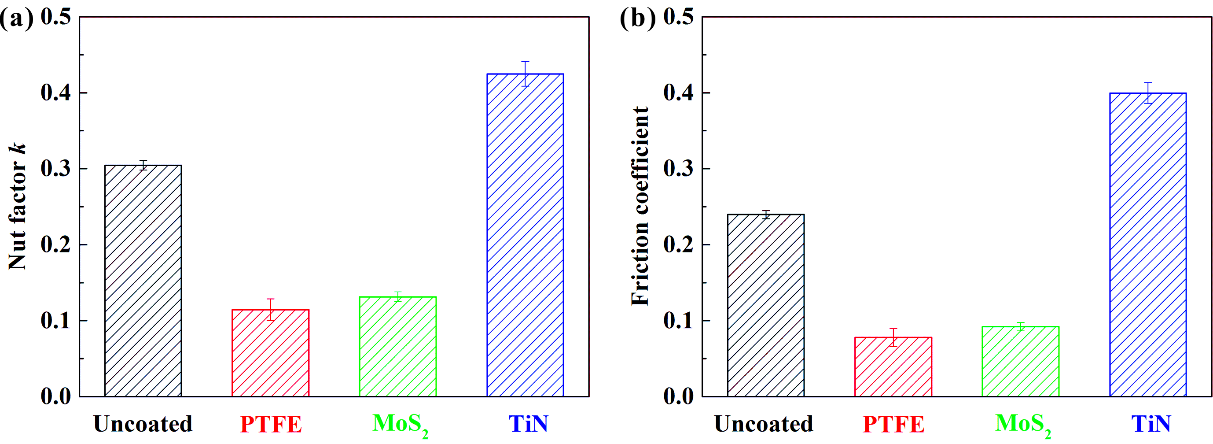 (a)
0.5
0.4
0.3
0.2
0.1
0.0
Nut factor k
Uncoated PTFE MoS₂ TiN
(b)
0.5
0.4
0.3
0.2
0.1
0.0
Friction coefficient
Uncoated PTFE MoS₂ TiN